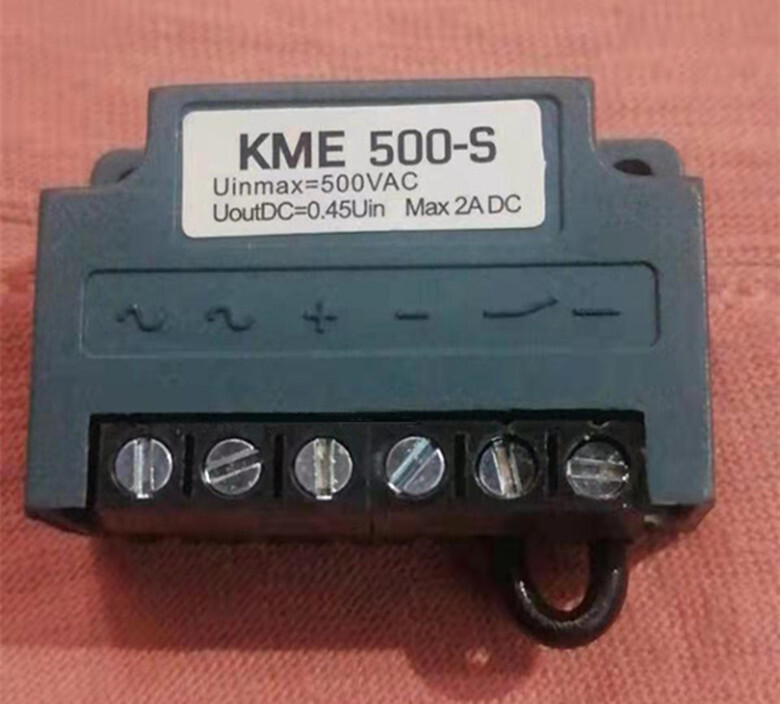 KME 500-S
Uinmax=500VAC
UoutDC=0.45Uin Max 2A DC
~ ~ + - —